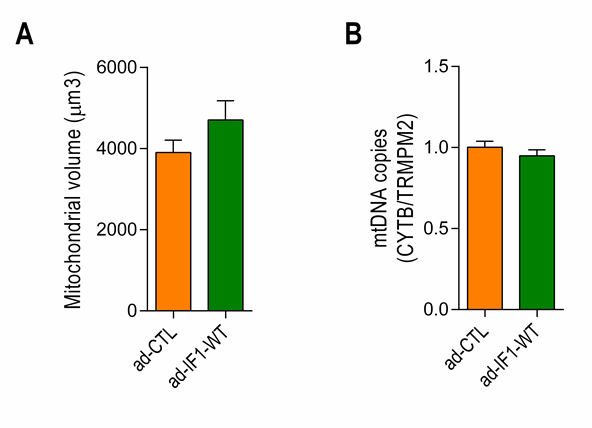 A
Mitochondrial volume (µm3)
6000
4000
2000
0
ad-CTL
ad-IF1-WT
B
mtDNA copies
(CYTB/TRMPM2)
1.5
1.0
0.5
0.0
ad-CTL
ad-IF1-WT